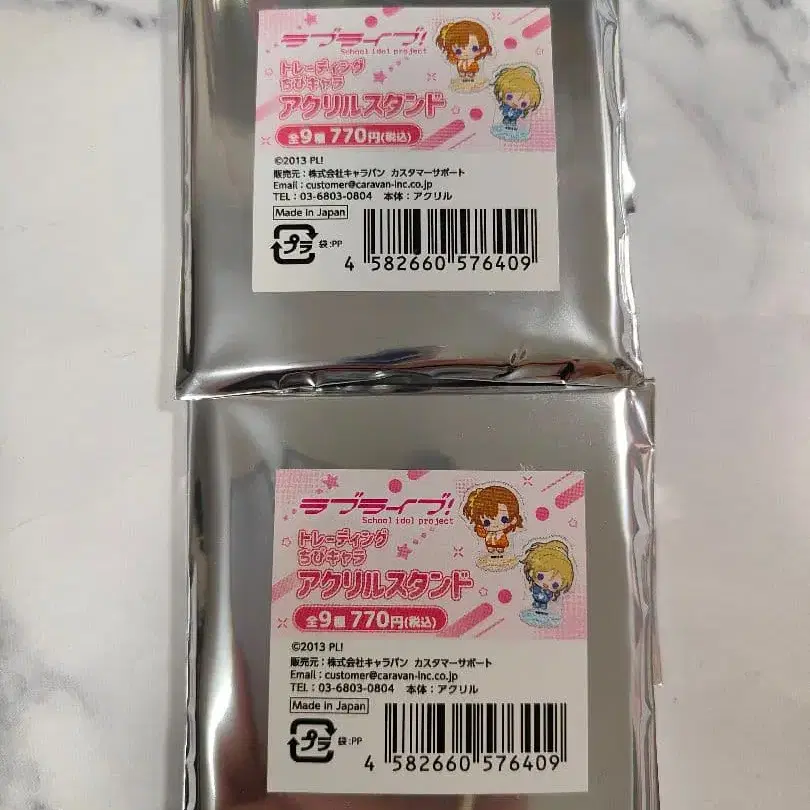 ラブライブ!
School idol project
トレーディング
ちびキャラ
アクリルスタンド
全9種 770円(税込)
©2013 PL!
販売元:株式会社キャラバン カスタマーサポート
Email:customer@caravan-inc.co.jp
TEL:03-6803-0804 本体:アクリル
Made in Japan
プラ 袋:PP
4 582660 576409
ラブライブ!
School idol project
トレーディング
ちびキャラ
アクリルスタンド
全9種 770円(税込)
©2013 PL!
販売元:株式会社キャラバン カスタマーサポート
Email:customer@caravan-inc.co.jp
TEL:03-6803-0804 本体:アクリル
Made in Japan
プラ 袋:PP
4 582660 576409